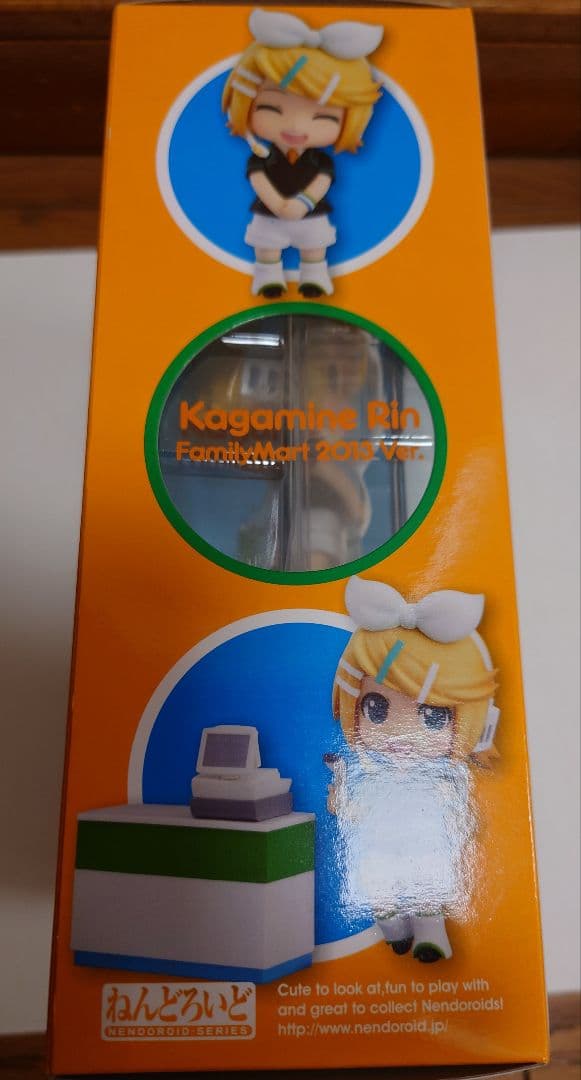 Kagamine Rin
FamilyMart 2013 Ver.
ねんどろいど
NENDOROID-SERIES
Cute to look at,fun to play with
and great to collect Nendoroids!
http://www.nendoroid.jp/